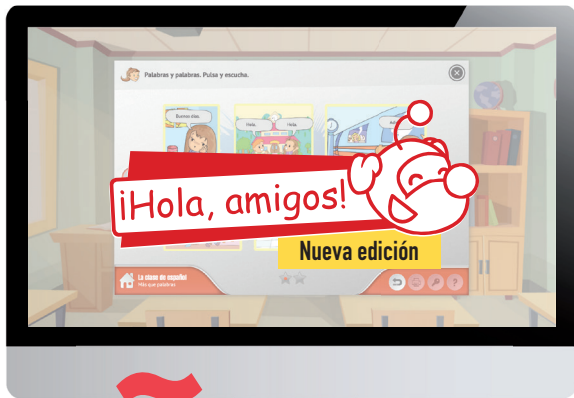 Palabras y palabras. Pulsa y escucha.
Buenos días.
Hola.
Hola.
¡Hola, amigos!
Nueva edición
La clase de español
Más que palabras
?